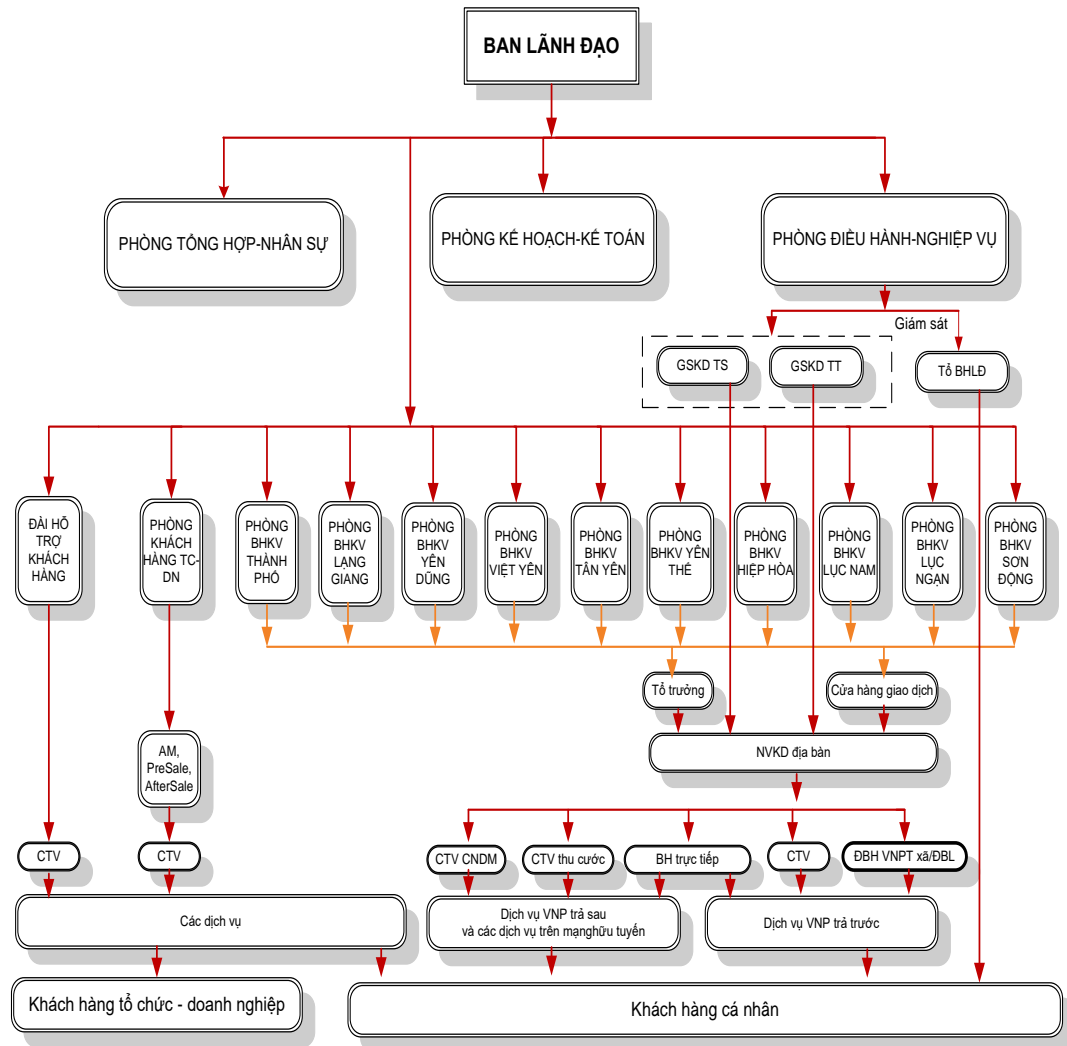 BAN LÃNH ĐẠO
PHÒNG TỔNG HỢP-NHÂN SỰ
PHÒNG KẾ HOẠCH-KẾ TOÁN
PHÒNG ĐIỀU HÀNH-NGHIỆP VỤ
Giám sát
GSKD TS
GSKD TT
Tổ BHLĐ
ĐÀI HỖ
TRỢ
KHÁCH
HÀNG
PHÒNG
KHÁCH
HÀNG TC-
DN
PHÒNG
BHKV
THÀNH
PHỐ
PHÒNG
BHKV
LẠNG
GIANG
PHÒNG
BHKV
YÊN
DŨNG
PHÒNG
BHKV
VIỆT YÊN
PHÒNG
BHKV
TÂN YÊN
PHÒNG
BHKV YÊN
THẾ
PHÒNG
BHKV
HIỆP HÒA
PHÒNG
BHKV
LỤC NAM
PHÒNG
BHKV
LỤC
NGẠN
PHÒNG
BHKV
SƠN
ĐỘNG
Tổ trưởng
Cửa hàng giao dịch
NVKD địa bàn
AM,
PreSale,
AfterSale
CTV
CTV
CTV CNDM
CTV thu cước
BH trực tiếp
CTV
ĐBH VNPT xã/ĐBL
Các dịch vụ
Dịch vụ VNP trả sau
và các dịch vụ trên mạnghữu tuyến
Dịch vụ VNP trả trước
Khách hàng tổ chức - doanh nghiệp
Khách hàng cá nhân